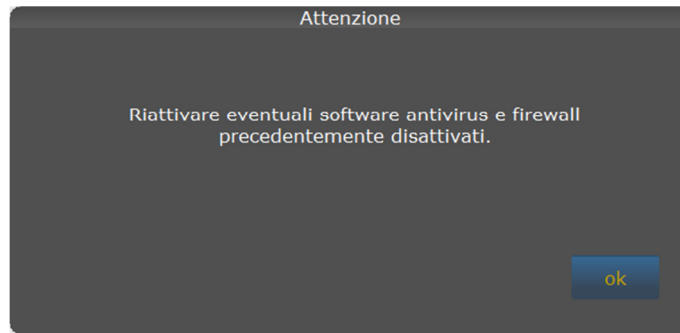 Attenzione
Riattivare eventuali software antivirus e firewall
precedentemente disattivati.
ok